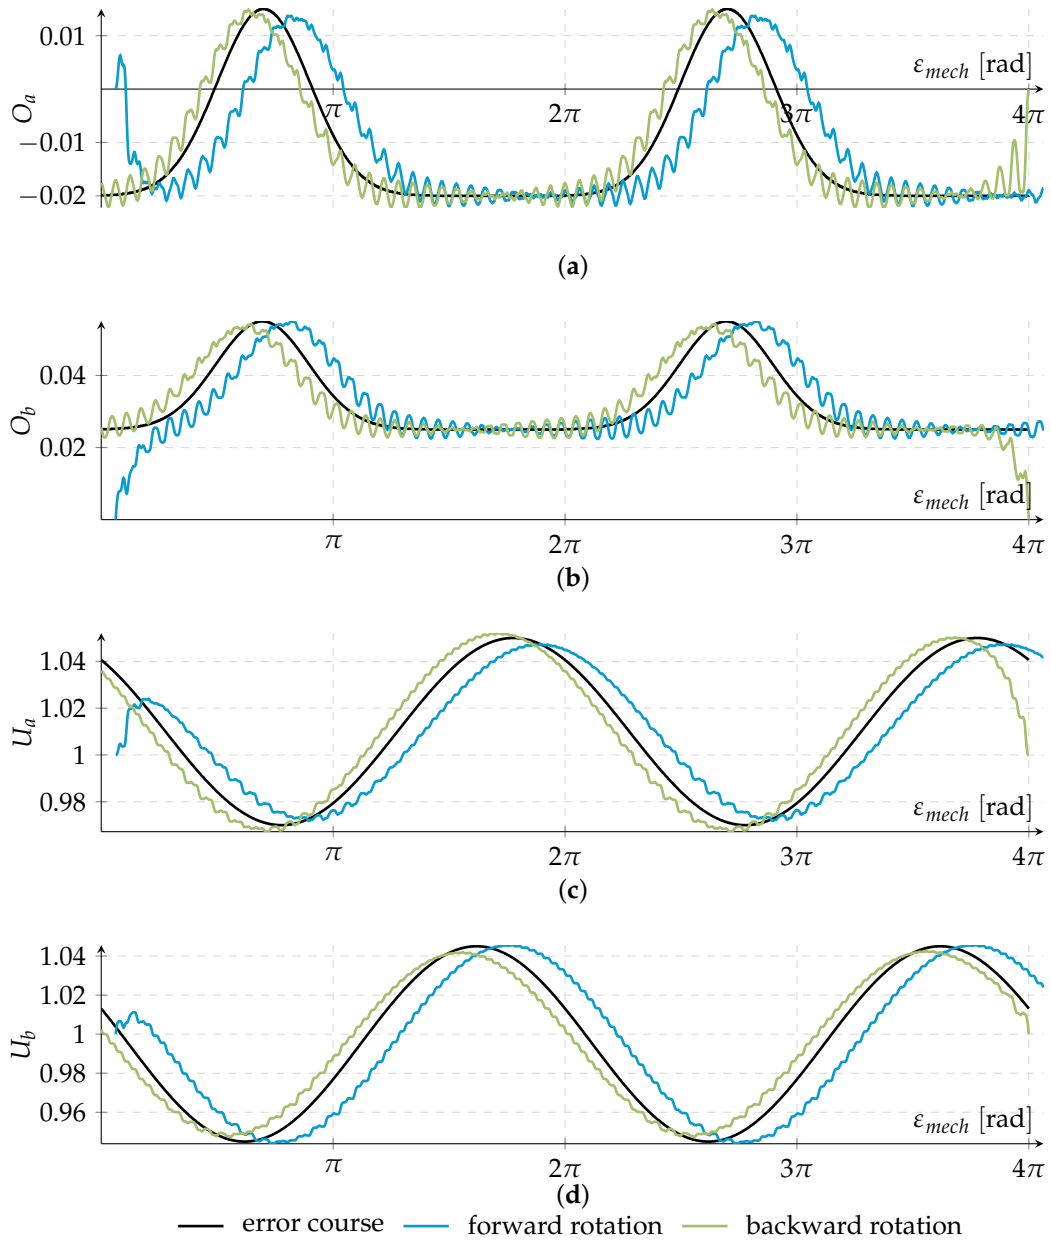 0.01
O_a
−0.01
−0.02
ε_mech [rad]
π
2π
3π
4π
(a)
0.04
O_b
0.02
ε_mech [rad]
π
2π
3π
4π
(b)
1.04
1.02
U_a
1
0.98
ε_mech [rad]
π
2π
3π
4π
(c)
1.04
1.02
U_b
1
0.98
0.96
ε_mech [rad]
π
2π
3π
4π
(d)
error course
forward rotation
backward rotation